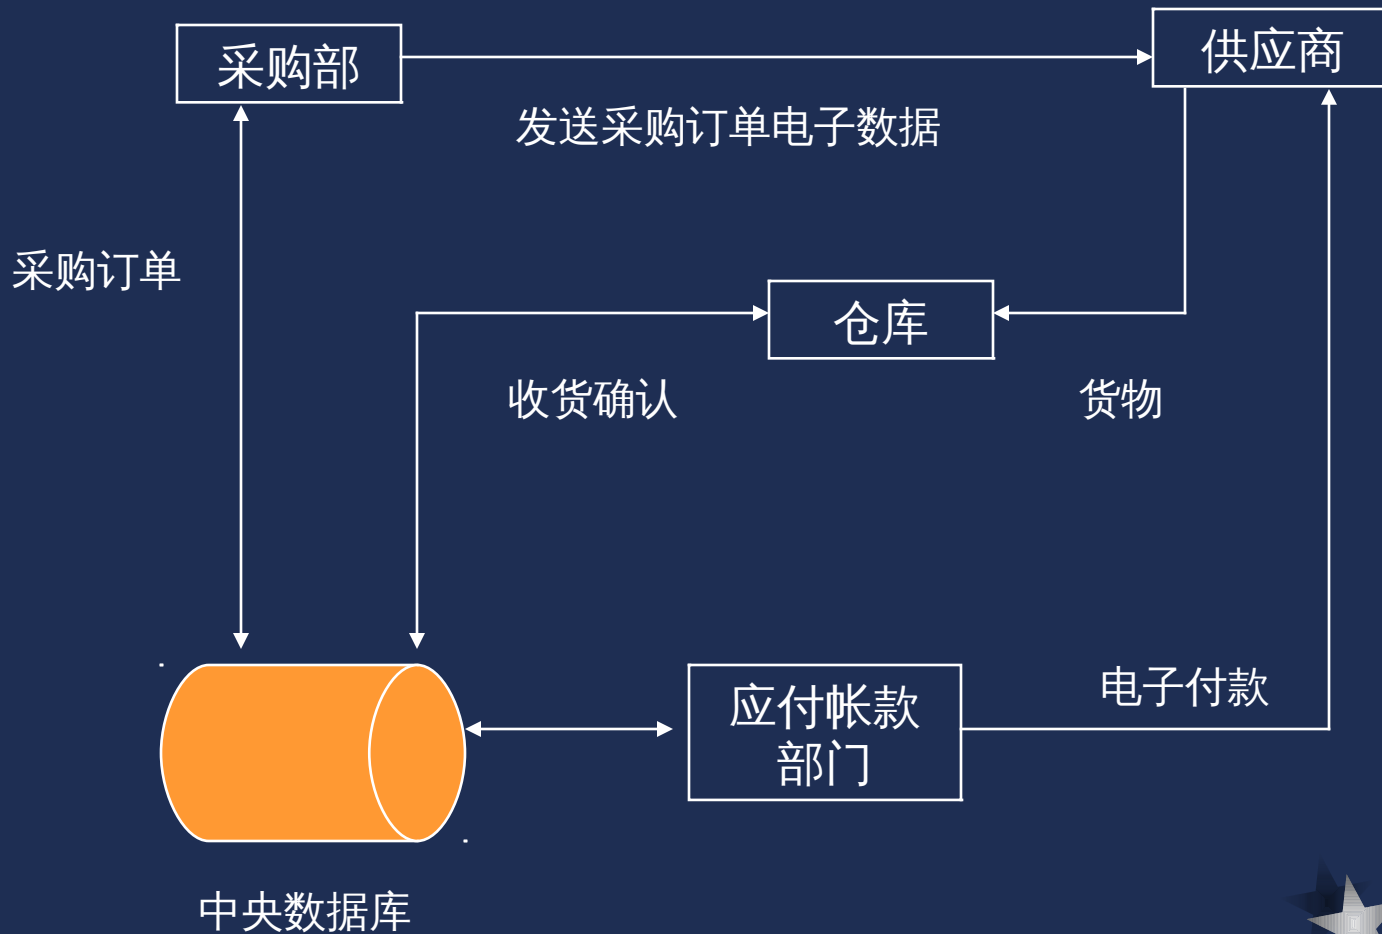 采购部
供应商
发送采购订单电子数据
采购订单
仓库
收货确认
货物
应付帐款
部门
电子付款
中央数据库